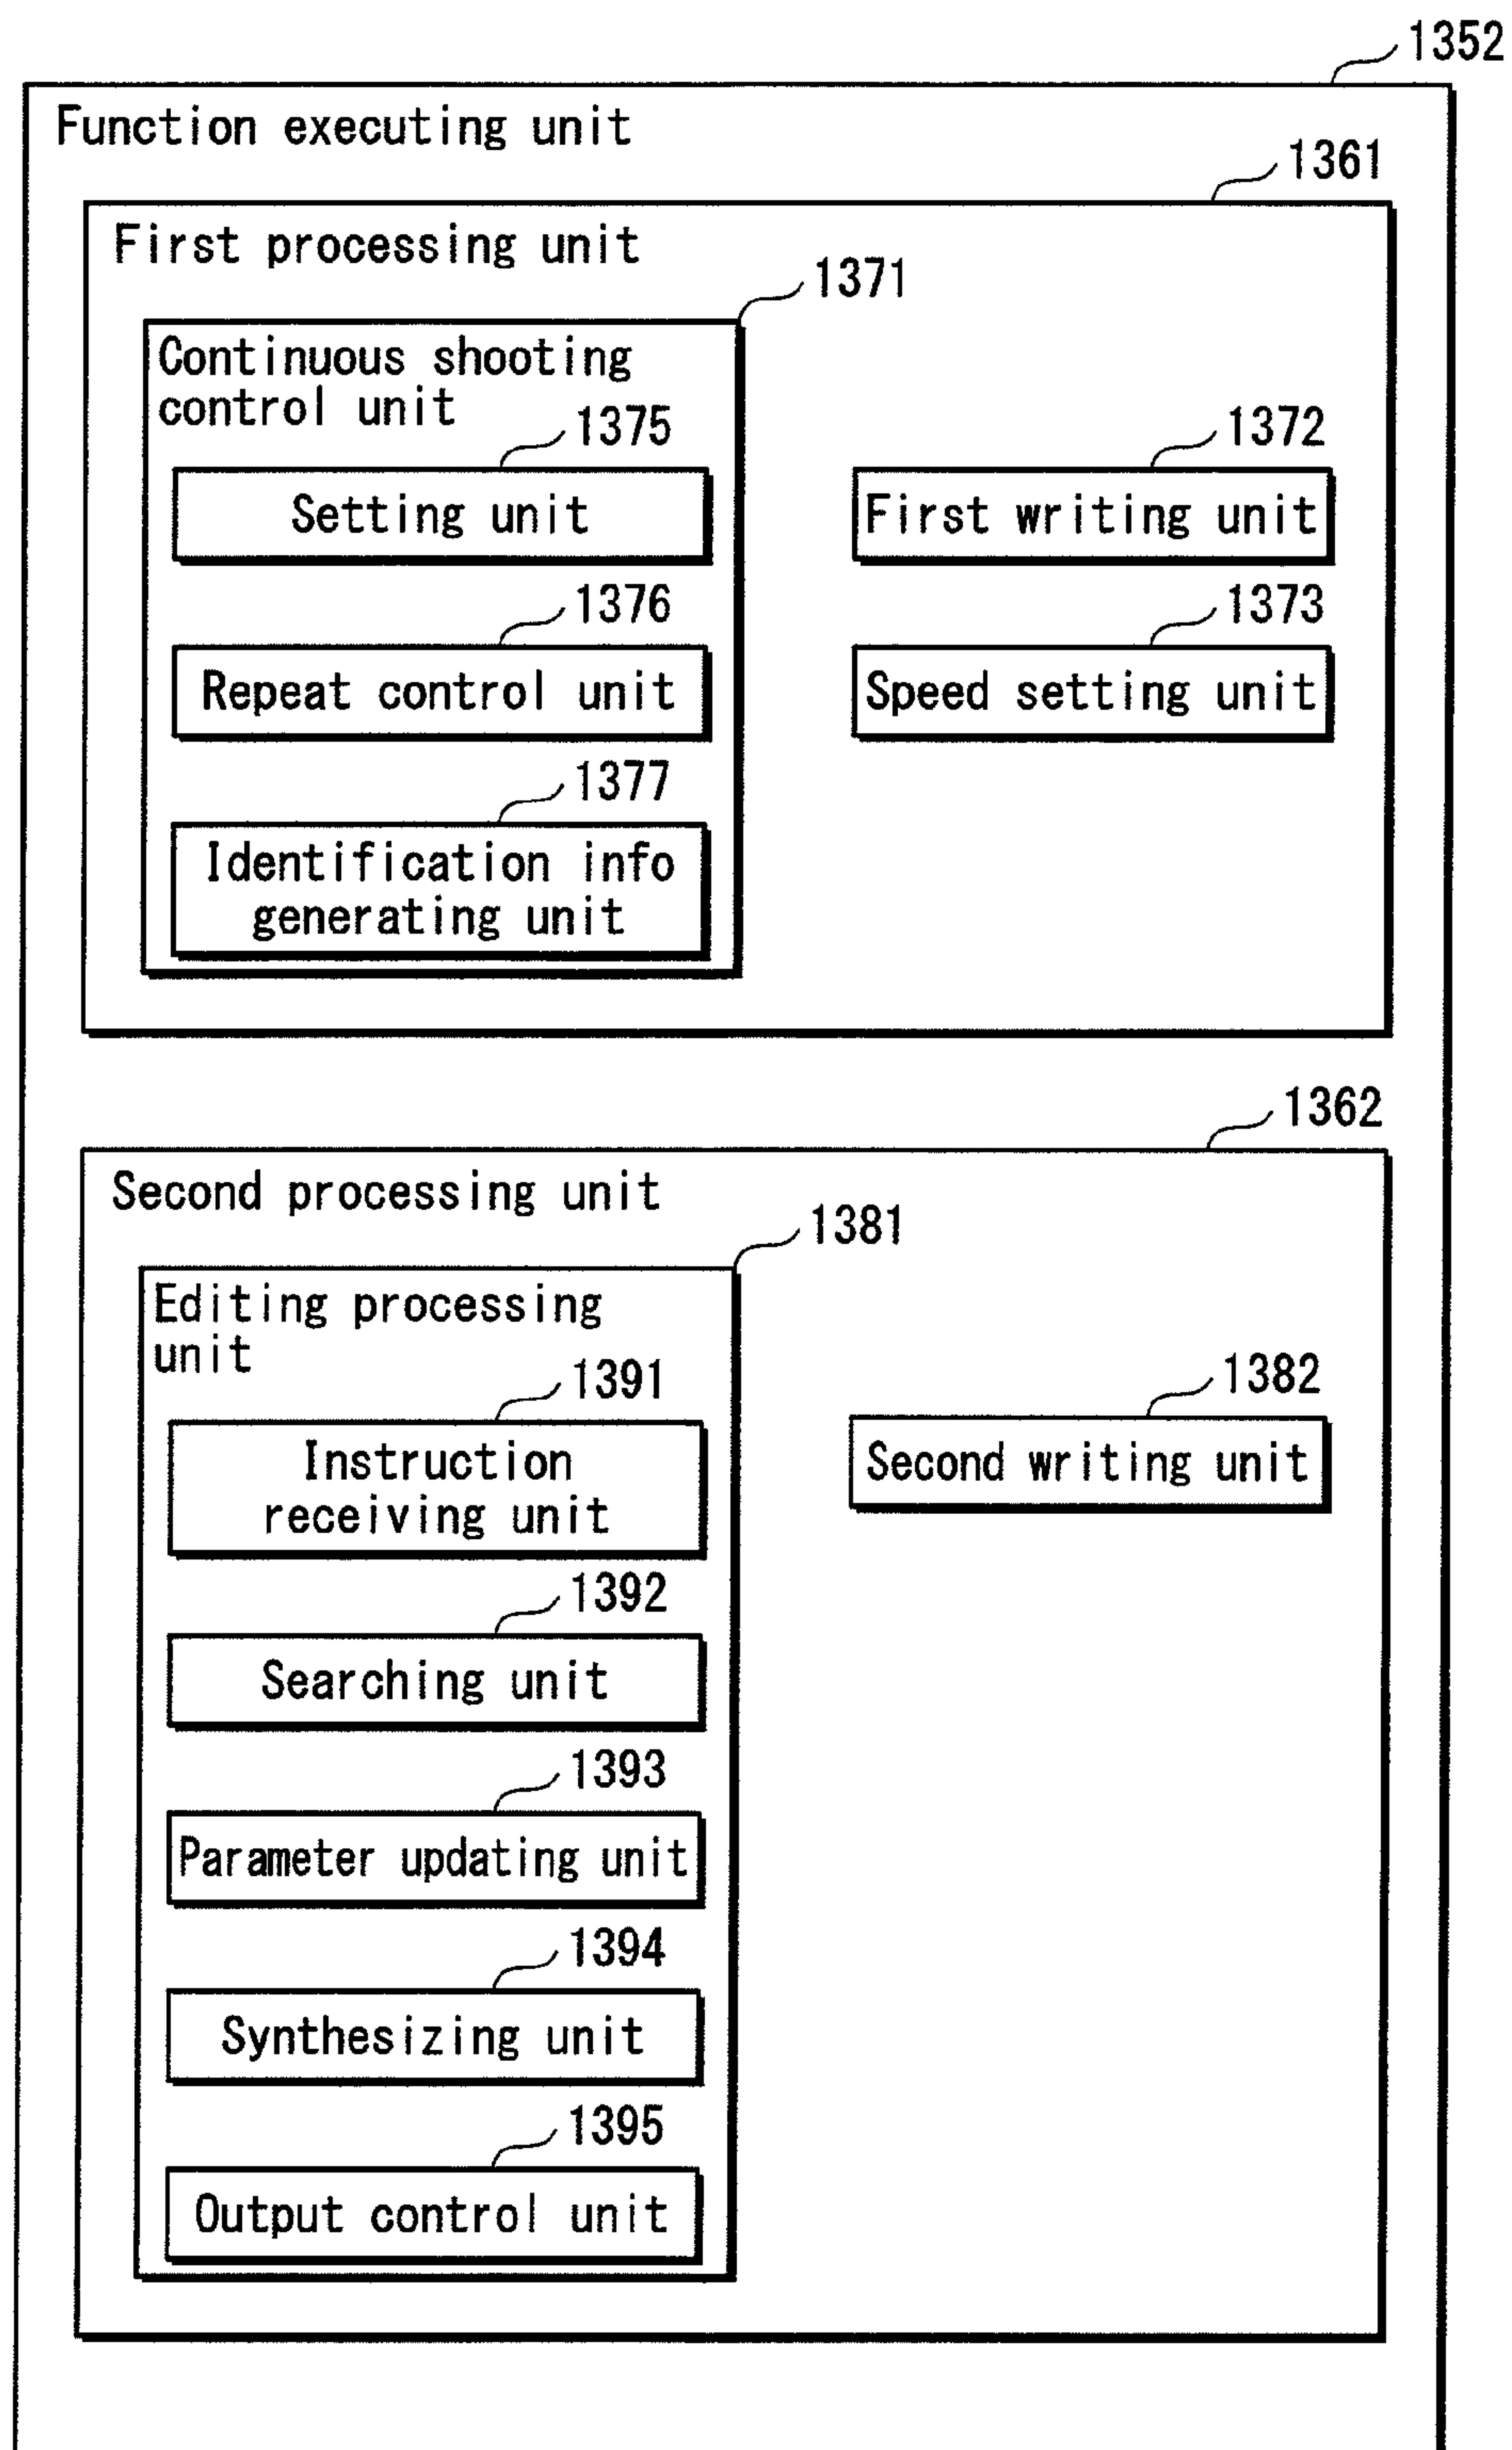 1352
Function executing unit
1361
First processing unit
1371
Continuous shooting
control unit
1375
Setting unit
1372
First writing unit
1376
Repeat control unit
1373
Speed setting unit
1377
Identification info
generating unit
1362
Second processing unit
1381
Editing processing
unit
1391
Instruction
receiving unit
1382
Second writing unit
1392
Searching unit
1393
Parameter updating unit
1394
Synthesizing unit
1395
Output control unit